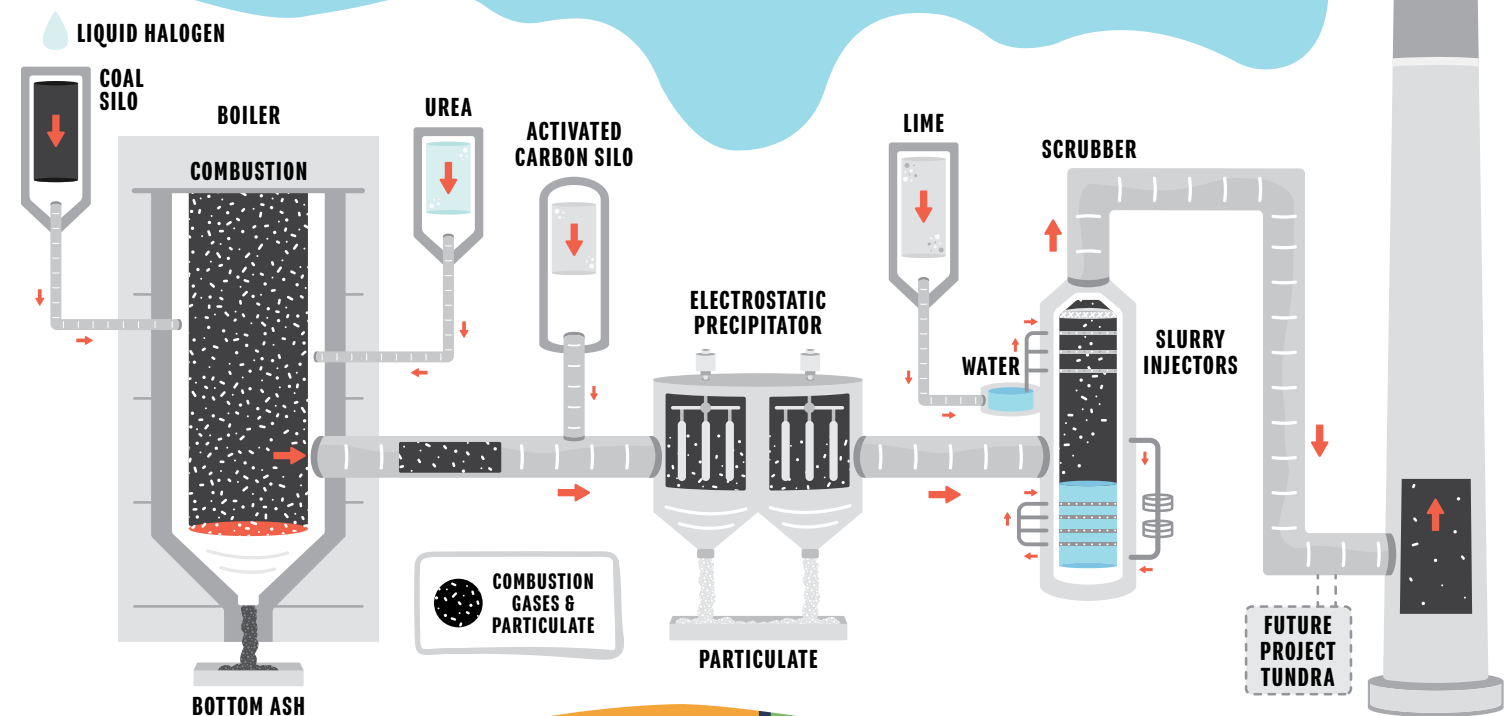 LIQUID HALOGEN
COAL
SILO
BOILER
COMBUSTION
UREA
ACTIVATED
CARBON SILO
ELECTROSTATIC
PRECIPITATOR
LIME
WATER
SCRUBBER
SLURRY
INJECTORS
COMBUSTION
GASES &
PARTICULATE
PARTICULATE
BOTTOM ASH
FUTURE
PROJECT
TUNDRA